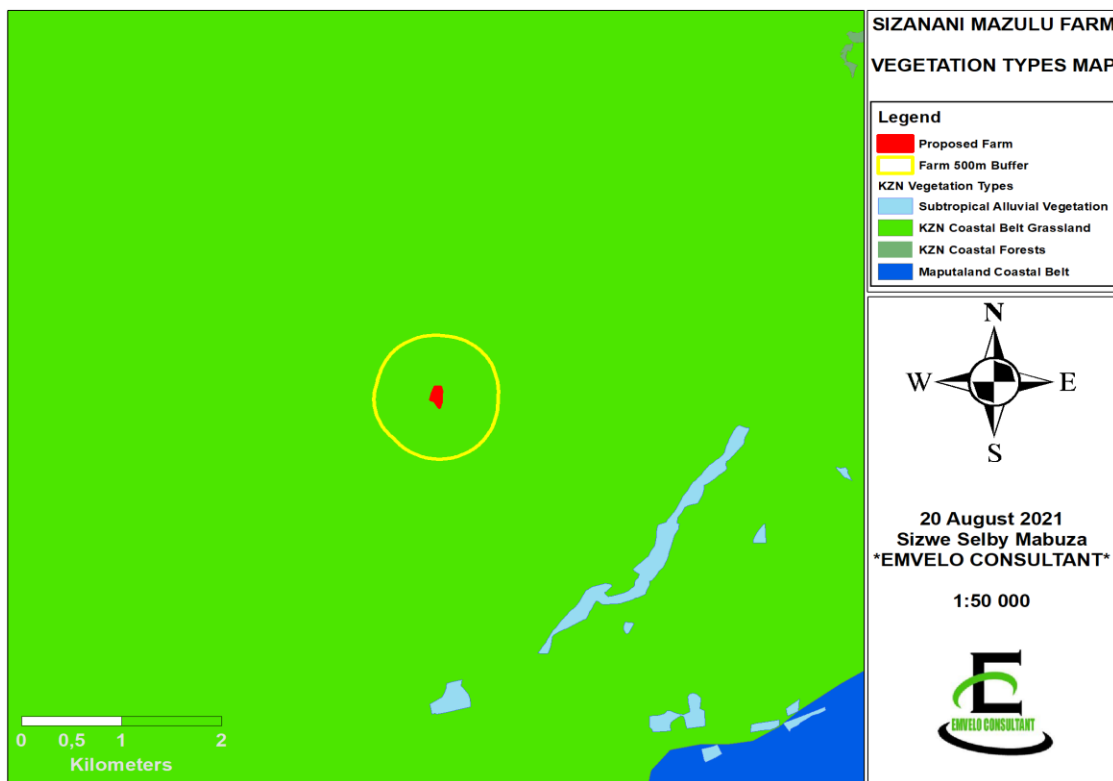 SIZANANI MAZULU FARM
VEGETATION TYPES MAP
Legend
Proposed Farm
Farm 500m Buffer
KZN Vegetation Types
Subtropical Alluvial Vegetation
KZN Coastal Belt Grassland
KZN Coastal Forests
Maputaland Coastal Belt
N
W E
S
20 August 2021
Sizwe Selby Mabuza
*EMVELO CONSULTANT*
1:50 000
E
EMVELO CONSULTANT
0 0,5 1 2
Kilometers